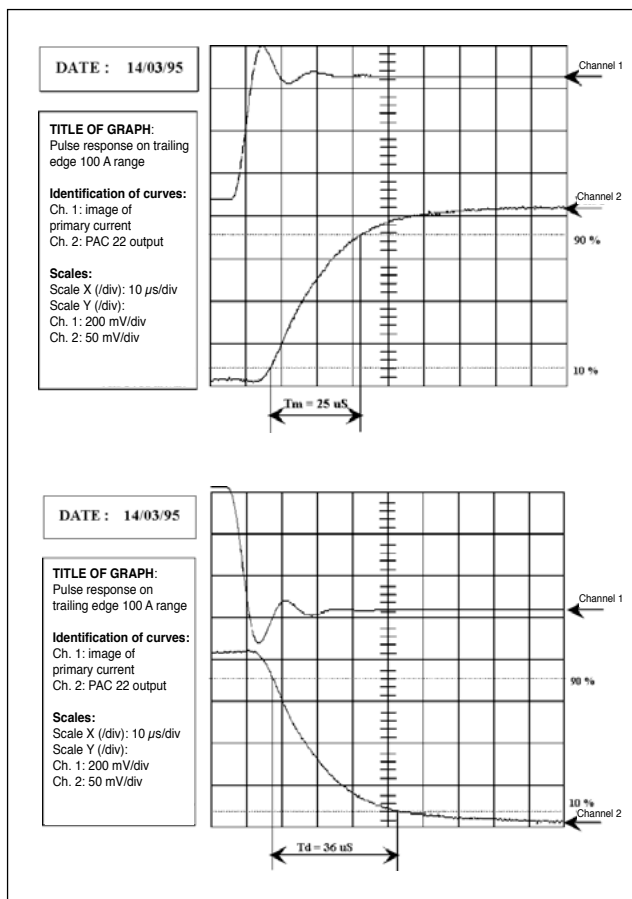 DATE : 14/03/95
TITLE OF GRAPH:
Pulse response on trailing
edge 100 A range
Identification of curves:
Ch. 1: image of
primary current
Ch. 2: PAC 22 output
Scales:
Scale X (/div): 10 µs/div
Scale Y (/div):
Ch. 1: 200 mV/div
Ch. 2: 50 mV/div
Channel 1
Channel 2
90 %
10 %
Tm = 25 uS
DATE : 14/03/95
TITLE OF GRAPH:
Pulse response on
trailing edge 100 A range
Identification of curves:
Ch. 1: image of
primary current
Ch. 2: PAC 22 output
Scales:
Scale X (/div): 10 µs/div
Scale Y (/div):
Ch. 1: 200 mV/div
Ch. 2: 50 mV/div
Channel 1
90 %
10 %
Channel 2
Td = 36 uS